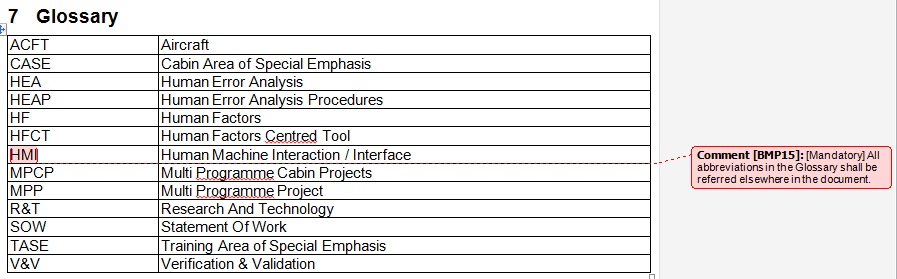 7 Glossary
ACFT Aircraft
CASE Cabin Area of Special Emphasis
HEA Human Error Analysis
HEAP Human Error Analysis Procedures
HF Human Factors
HFCT Human Factors Centred Tool
HMI Human Machine Interaction / Interface
MPCP Multi Programme Cabin Projects
MPP Multi Programme Project
R&T Research And Technology
SOW Statement Of Work
TASE Training Area of Special Emphasis
V&V Verification & Validation
Comment [BMP15]: [Mandatory] All
abbreviations in the Glossary shall be
referred elsewhere in the document.